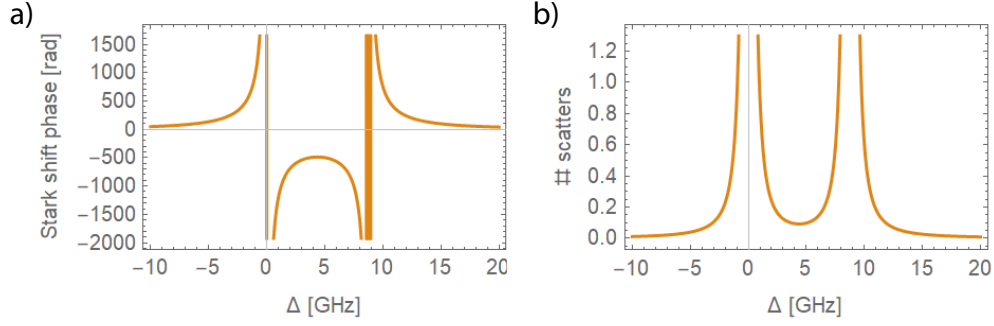 a)
Stark shift phase [rad]
1500
1000
500
0
−500
−1000
−1500
−2000
−10 −5 0 5 10 15 20
Δ [GHz]
b)
# scatters
1.2
1.0
0.8
0.6
0.4
0.2
0.0
−10 −5 0 5 10 15 20
Δ [GHz]